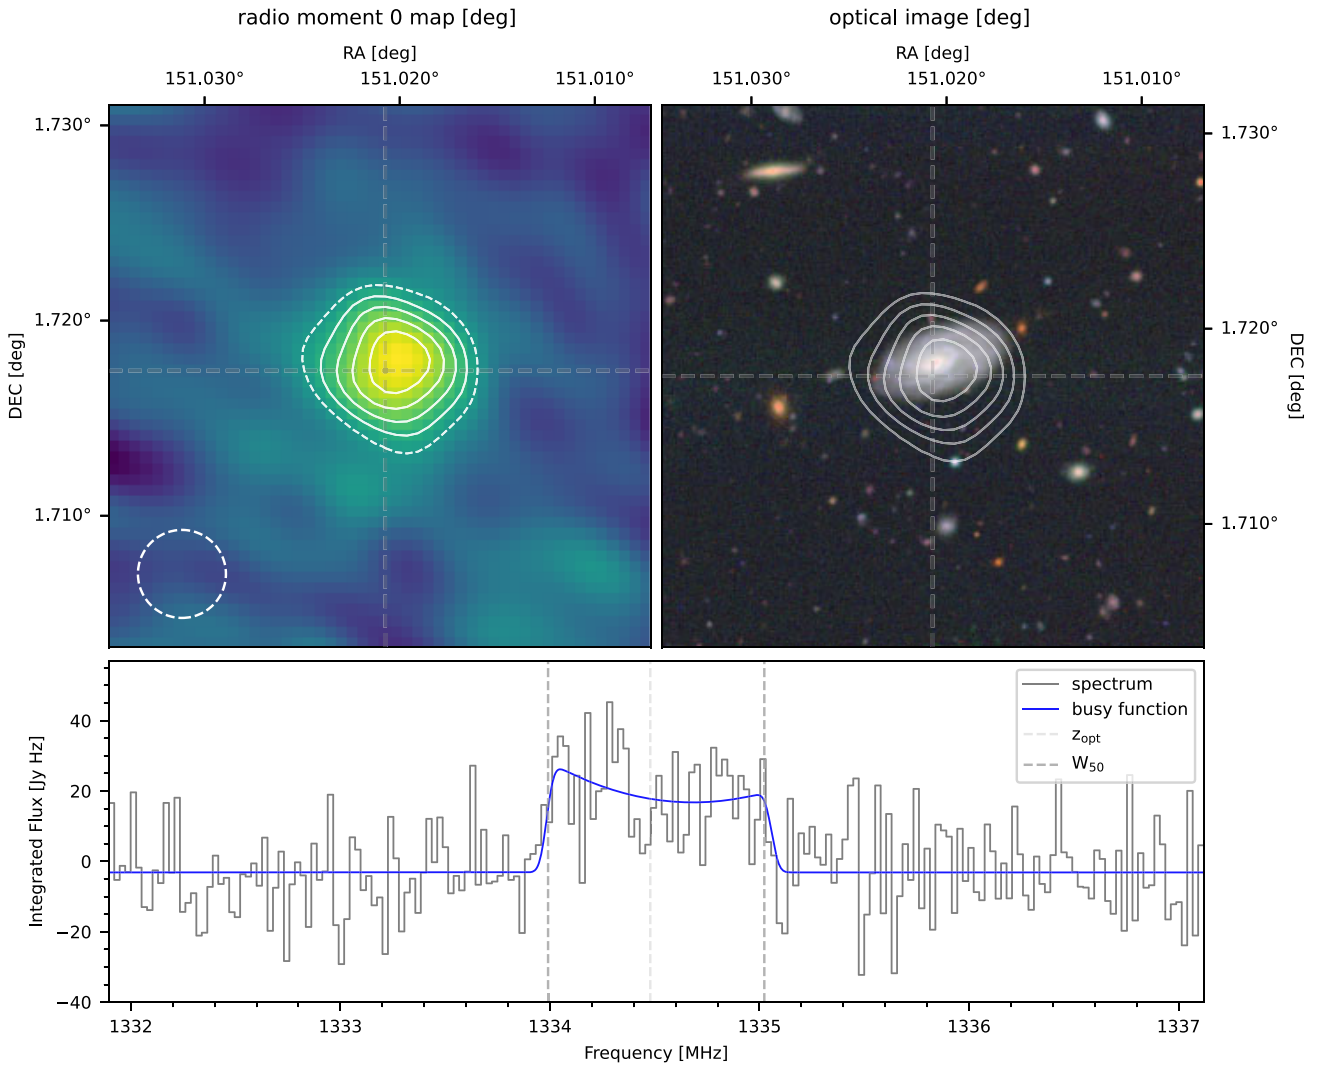 radio moment 0 map [deg]
optical image [deg]
RA [deg]
RA [deg]
151.030° 151.020° 151.010°
151.030° 151.020° 151.010°
1.730°
1.720°
1.710°
DEC [deg]
1.730°
1.720°
1.710°
DEC [deg]
Integrated Flux [Jy Hz]
40
20
0
−20
−40
spectrum
busy function
z_opt
W_50
1332 1333 1334 1335 1336 1337
Frequency [MHz]